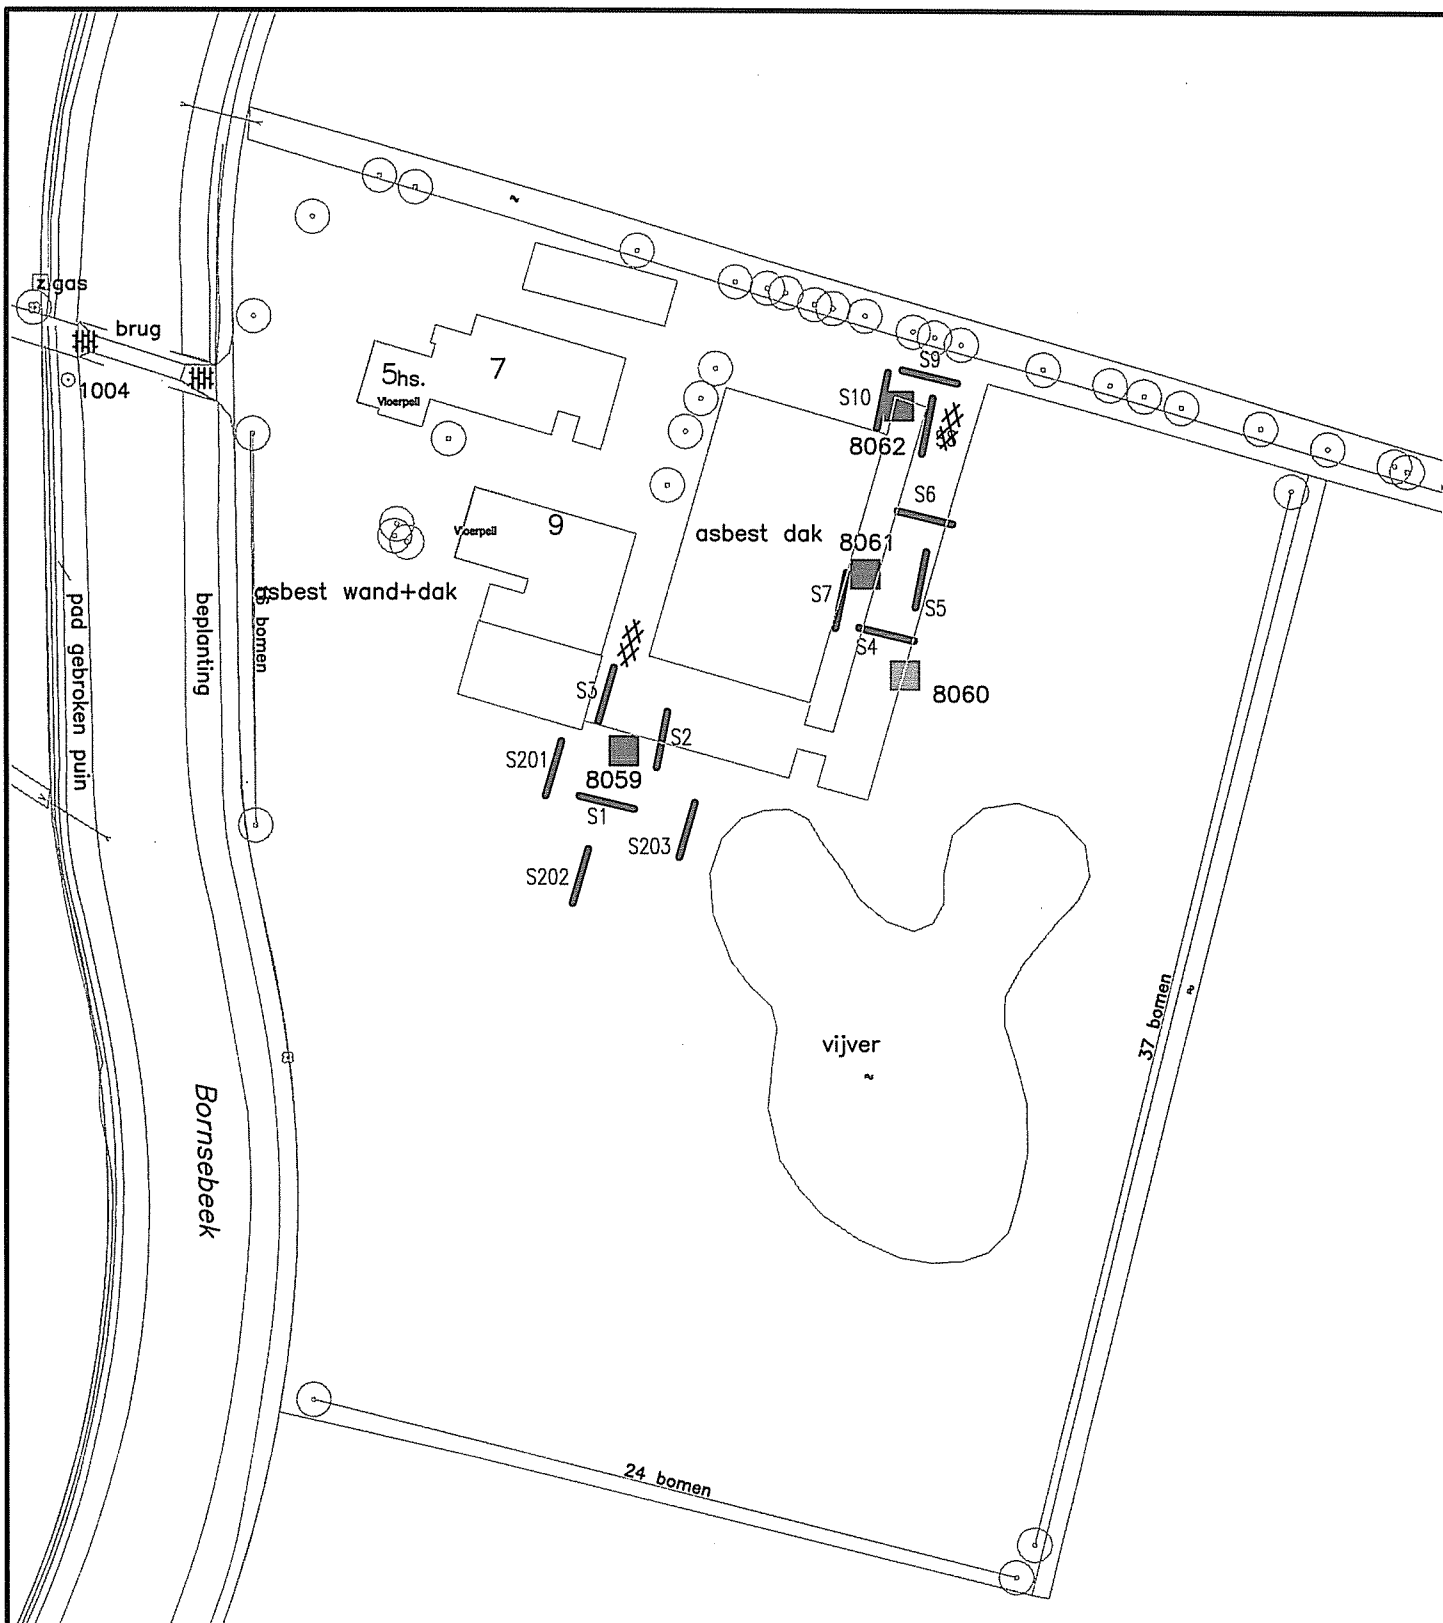 z gas
brug
1004
5hs.
Vloerpeil
7
9
Vloerpeil
asbest wand+dak
bomen
beplanting
pad gebroken puin
Bornsebeek
asbest dak
S9
S10
8062
S8
S6
8061
S7
S5
S4
8060
S3
S2
S201
8059
S1
S203
S202
vijver
37 bomen
24 bomen